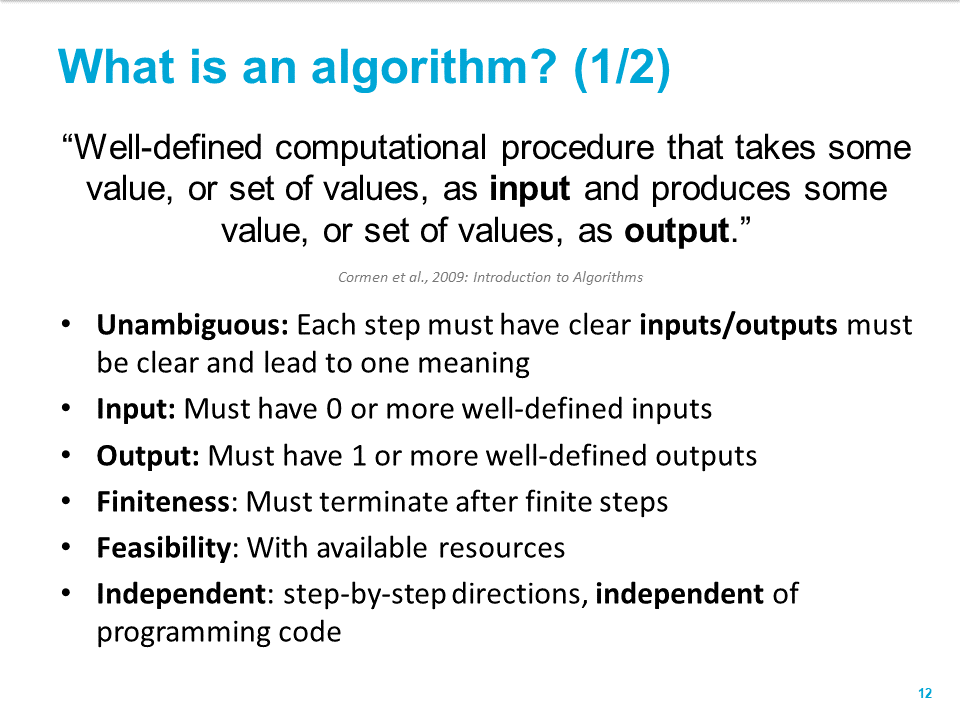 What is an algorithm? (1/2)
“Well-defined computational procedure that takes some
value, or set of values, as input and produces some
value, or set of values, as output.”
Cormen et al., 2009: Introduction to Algorithms
• Unambiguous: Each step must have clear inputs/outputs must
be clear and lead to one meaning
• Input: Must have 0 or more well-defined inputs
• Output: Must have 1 or more well-defined outputs
• Finiteness: Must terminate after finite steps
• Feasibility: With available resources
• Independent: step-by-step directions, independent of
programming code
12